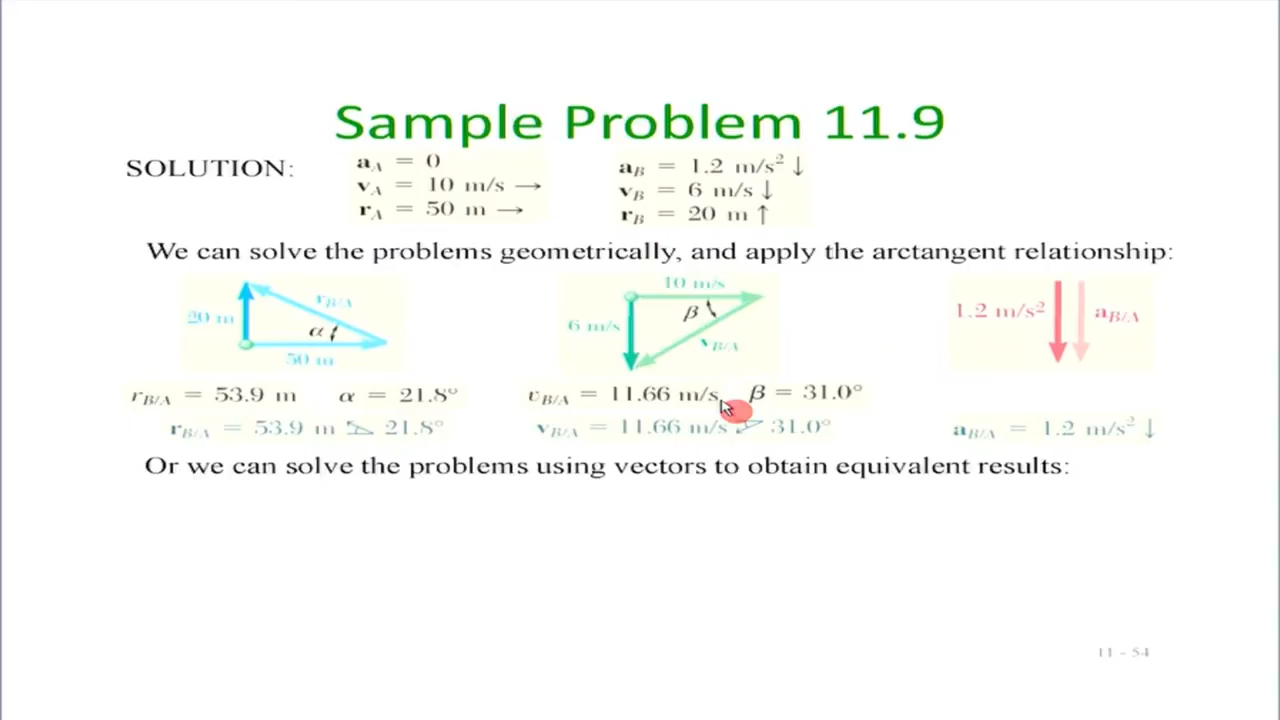 Sample Problem 11.9
SOLUTION:
a_A = 0
v_A = 10 m/s →
r_A = 50 m →
a_B = 1.2 m/s² ↓
v_B = 6 m/s ↓
r_B = 20 m ↑
We can solve the problems geometrically, and apply the arctangent relationship:
20 m
r_B/A
α
50 m
10 m/s
6 m/s
β
v_B/A
1.2 m/s²
a_B/A
r_B/A = 53.9 m α = 21.8°
r_B/A = 53.9 m 21.8°
v_B/A = 11.66 m/s β = 31.0°
v_B/A = 11.66 m/s 31.0°
a_B/A = 1.2 m/s² ↓
Or we can solve the problems using vectors to obtain equivalent results:
11 - 54